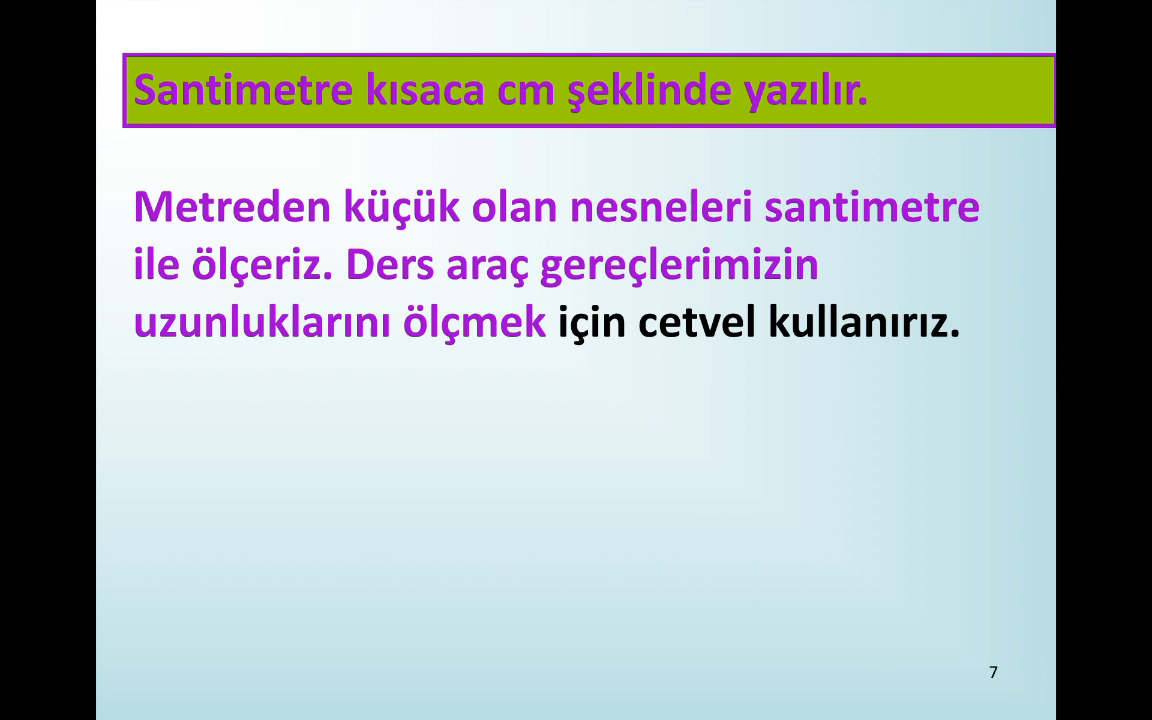 Santimetre kısaca cm şeklinde yazılır.
Metreden küçük olan nesneleri santimetre
ile ölçeriz. Ders araç gereçlerimizin
uzunluklarını ölçmek için cetvel kullanırız.
7